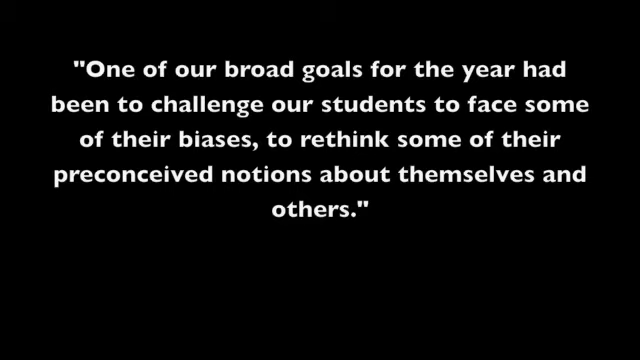 "One of our broad goals for the year had
been to challenge our students to face some
of their biases, to rethink some of their
preconceived notions about themselves and
others."